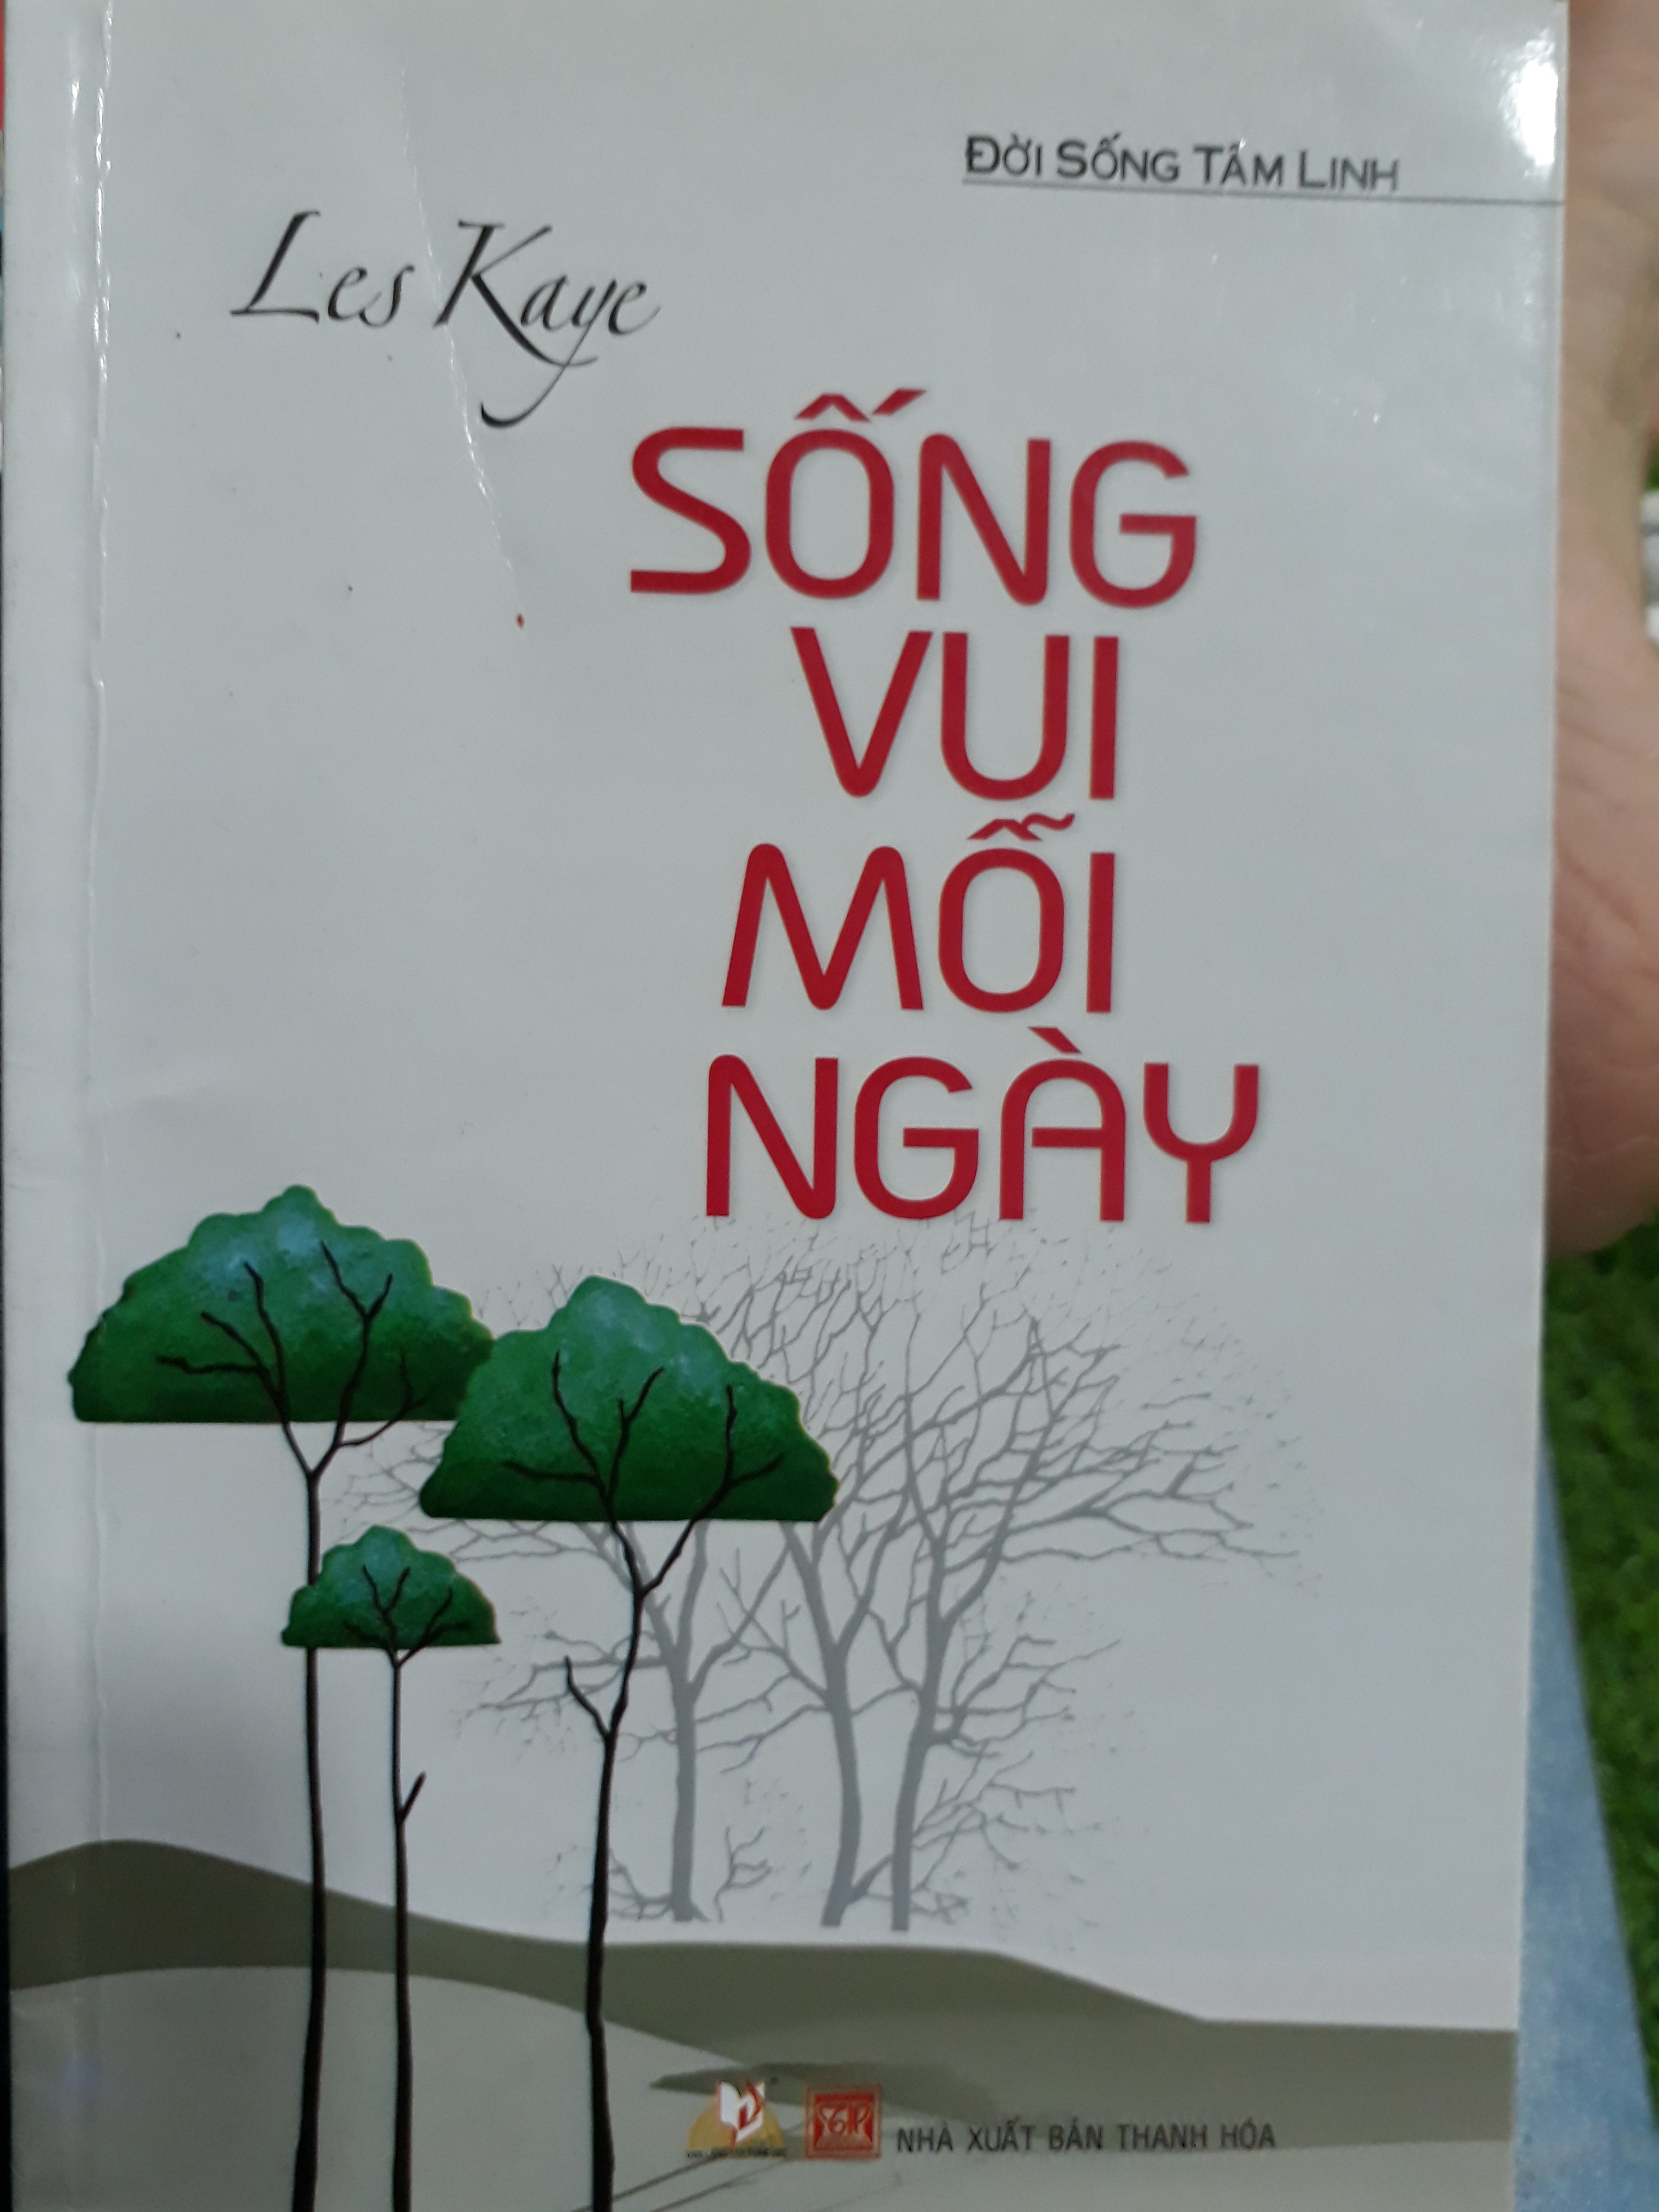 ĐỜI SỐNG TÂM LINH
Les Kaye
SỐNG
VUI
MỖI
NGÀY
NHÀ XUẤT BẢN THANH HÓA